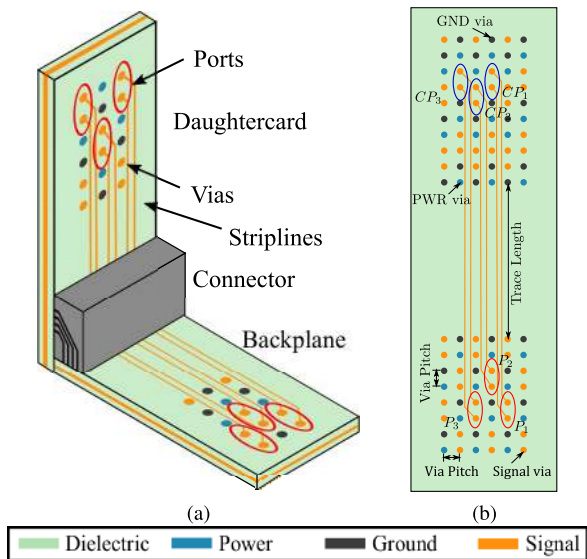 Ports
Daughtercard
Vias
Striplines
Connector
Backplane
(a)
GND via
CP₃
CP₁
CP₂
PWR via
Trace Length
Via Pitch
P₂
P₃
P₁
Via Pitch
Signal via
(b)
Dielectric
Power
Ground
Signal